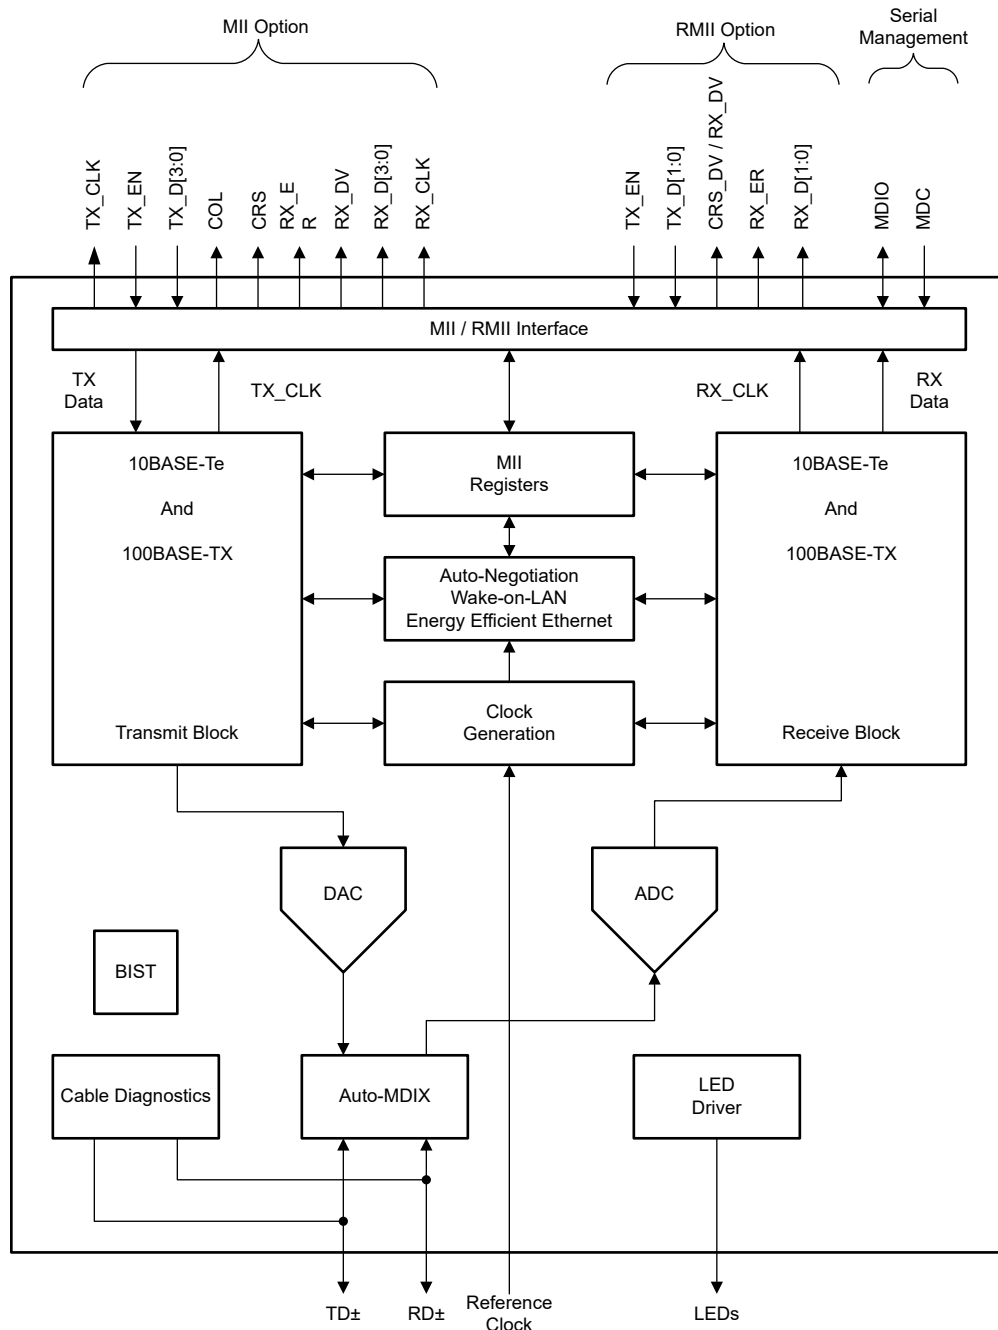 MII Option
RMII Option
Serial
Management
TX_CLK
TX_EN
TX_D[3:0]
COL
CRS
RX_E
R
RX_DV
RX_D[3:0]
RX_CLK
TX_EN
TX_D[1:0]
CRS_DV / RX_DV
RX_ER
RX_D[1:0]
MDIO
MDC
MII / RMII Interface
TX
Data
TX_CLK
RX_CLK
RX
Data
10BASE-Te
And
100BASE-TX
Transmit Block
MII
Registers
Auto-Negotiation
Wake-on-LAN
Energy Efficient Ethernet
Clock
Generation
10BASE-Te
And
100BASE-TX
Receive Block
DAC
ADC
BIST
Cable Diagnostics
Auto-MDIX
LED
Driver
TD±
RD±
Reference
Clock
LEDs